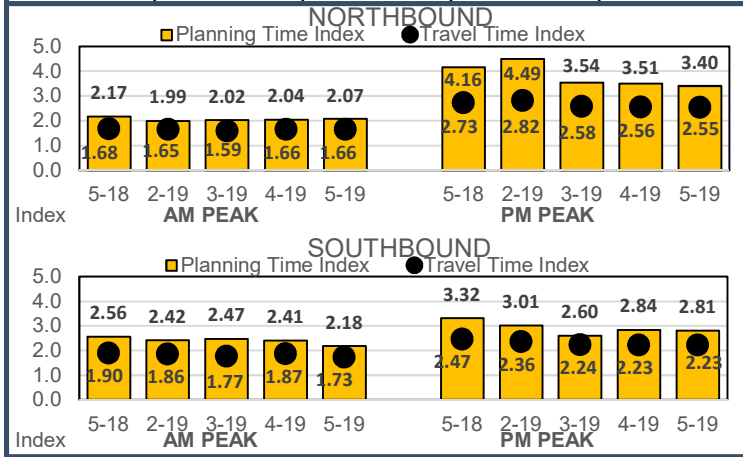 NORTHBOUND
Planning Time Index Travel Time Index
5.0
4.0
3.0
2.0
1.0
0.0
2.17 1.99 2.02 2.04 2.07 4.16 4.49 3.54 3.51 3.40
1.68 1.65 1.59 1.66 1.66 2.73 2.82 2.58 2.56 2.55
5-18 2-19 3-19 4-19 5-19 5-18 2-19 3-19 4-19 5-19
Index AM PEAK PM PEAK
SOUTHBOUND
Planning Time Index Travel Time Index
5.0
4.0
3.0
2.0
1.0
0.0
2.56 2.42 2.47 2.41 2.18 3.32 3.01 2.60 2.84 2.81
1.90 1.86 1.77 1.87 1.73 2.47 2.36 2.24 2.23 2.23
5-18 2-19 3-19 4-19 5-19 5-18 2-19 3-19 4-19 5-19
Index AM PEAK PM PEAK